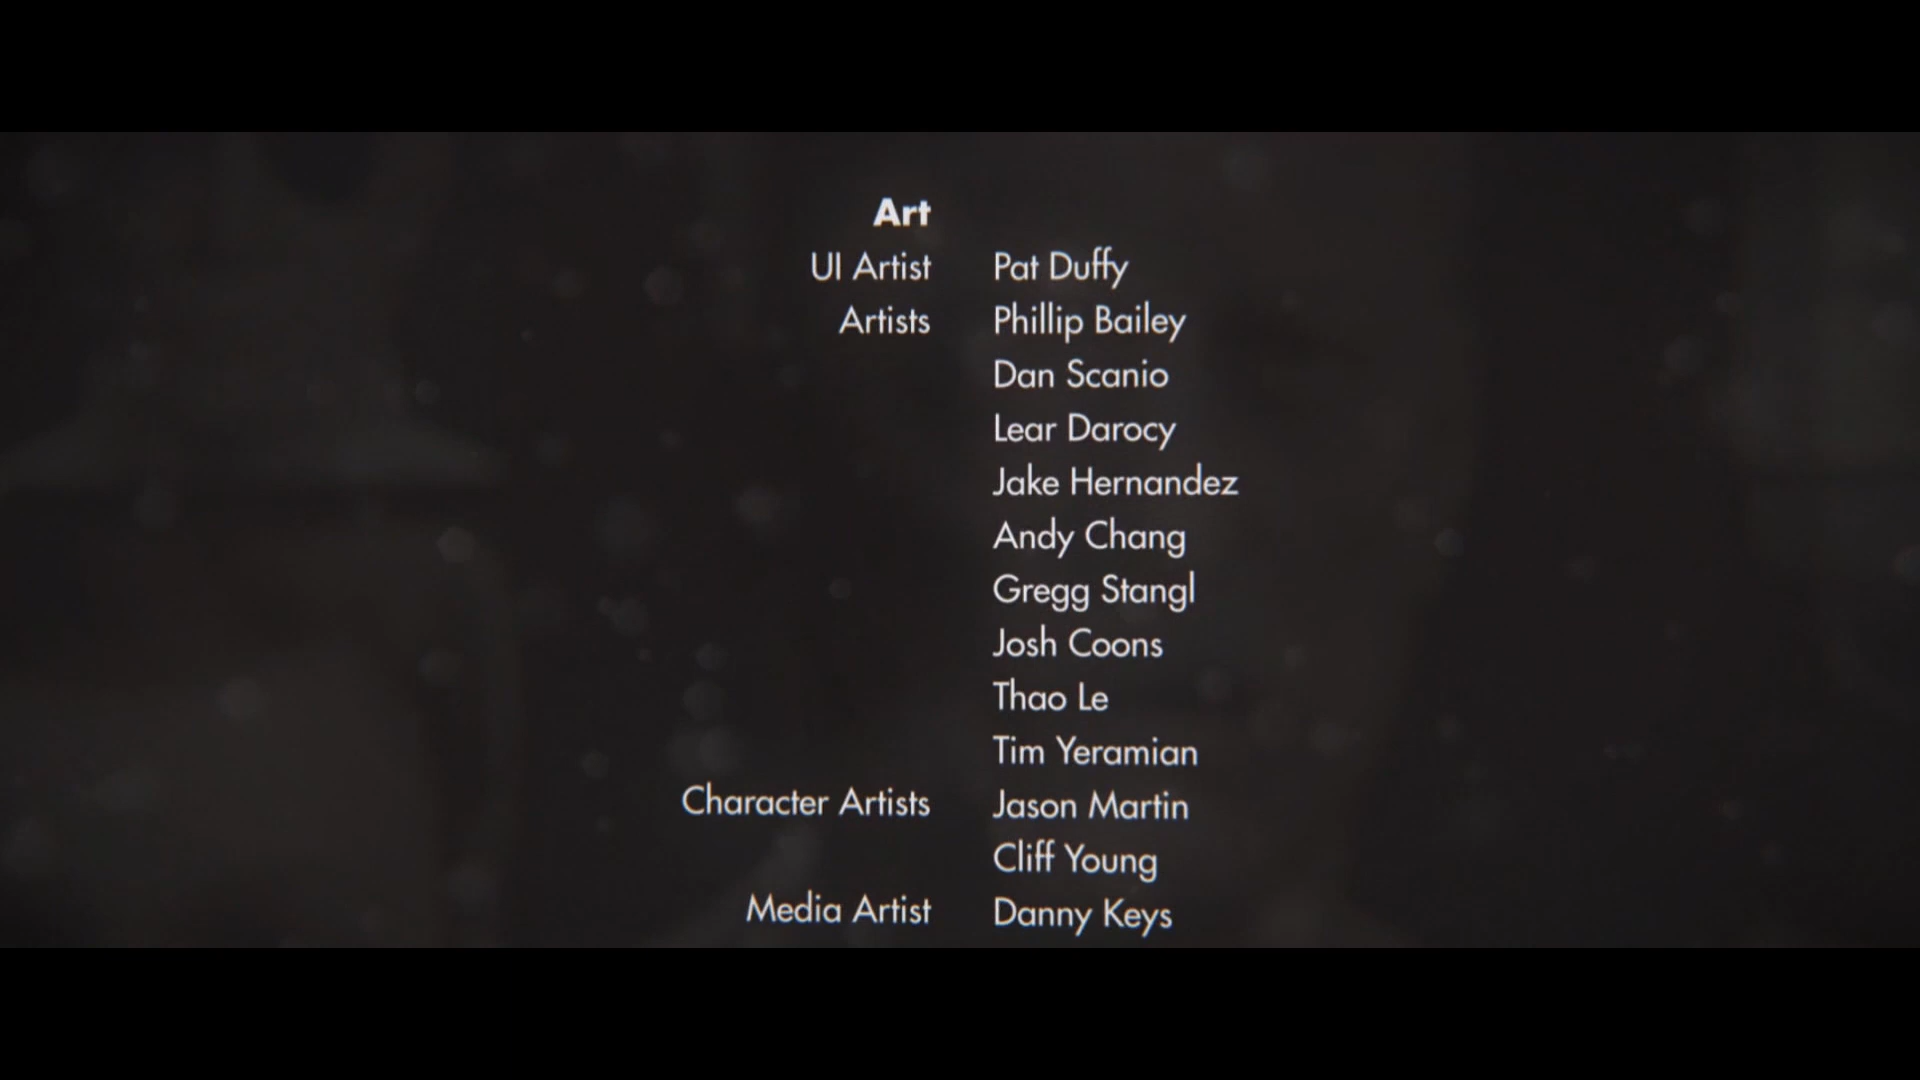 Art
UI Artist Pat Duffy
Artists Phillip Bailey
Dan Scanio
Lear Darocy
Jake Hernandez
Andy Chang
Gregg Stangl
Josh Coons
Thao Le
Tim Yeramian
Character Artists Jason Martin
Cliff Young
Media Artist Danny Keys